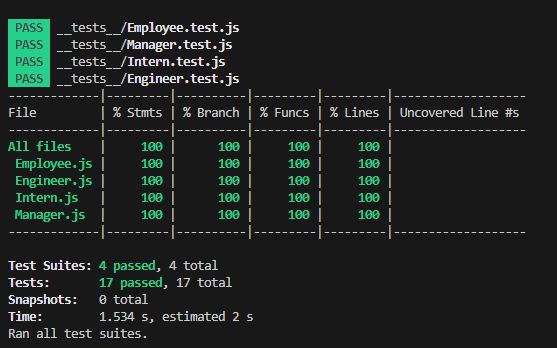 PASS __tests__/Employee.test.js
PASS __tests__/Manager.test.js
PASS __tests__/Intern.test.js
PASS __tests__/Engineer.test.js
-------------|---------|----------|---------|---------|-------------------
File         | % Stmts | % Branch | % Funcs | % Lines | Uncovered Line #s
-------------|---------|----------|---------|---------|-------------------
All files    |     100 |      100 |     100 |     100 |
 Employee.js |     100 |      100 |     100 |     100 |
 Engineer.js |     100 |      100 |     100 |     100 |
 Intern.js   |     100 |      100 |     100 |     100 |
 Manager.js  |     100 |      100 |     100 |     100 |
-------------|---------|----------|---------|---------|-------------------
Test Suites: 4 passed, 4 total
Tests:       17 passed, 17 total
Snapshots:   0 total
Time:        1.534 s, estimated 2 s
Ran all test suites.